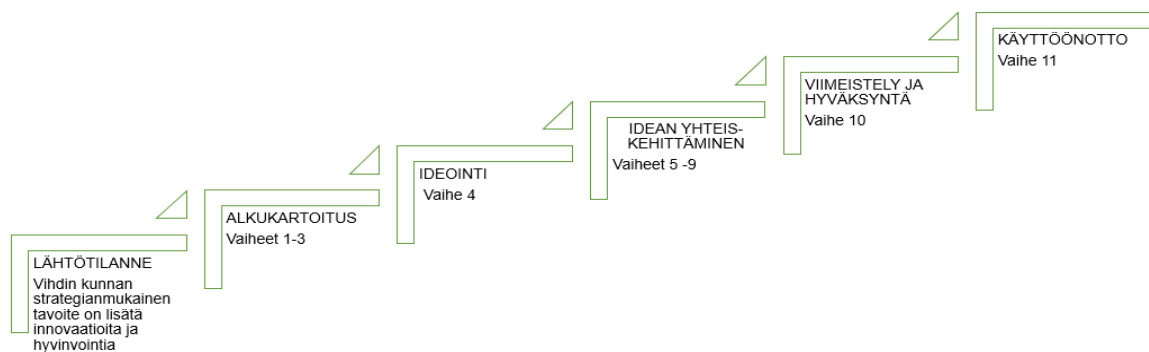 LÄHTÖTILANNE
Vihdin kunnan
strategianmukainen
tavoite on lisätä
innovaatioita ja
hyvinvointia
ALKUKARTOITUS
Vaiheet 1-3
IDEOINTI
Vaihe 4
IDEAN YHTEIS-
KEHITTÄMINEN
Vaiheet 5 -9
VIIMEISTELY JA
HYVÄKSYNTÄ
Vaihe 10
KÄYTTÖÖNOTTO
Vaihe 11